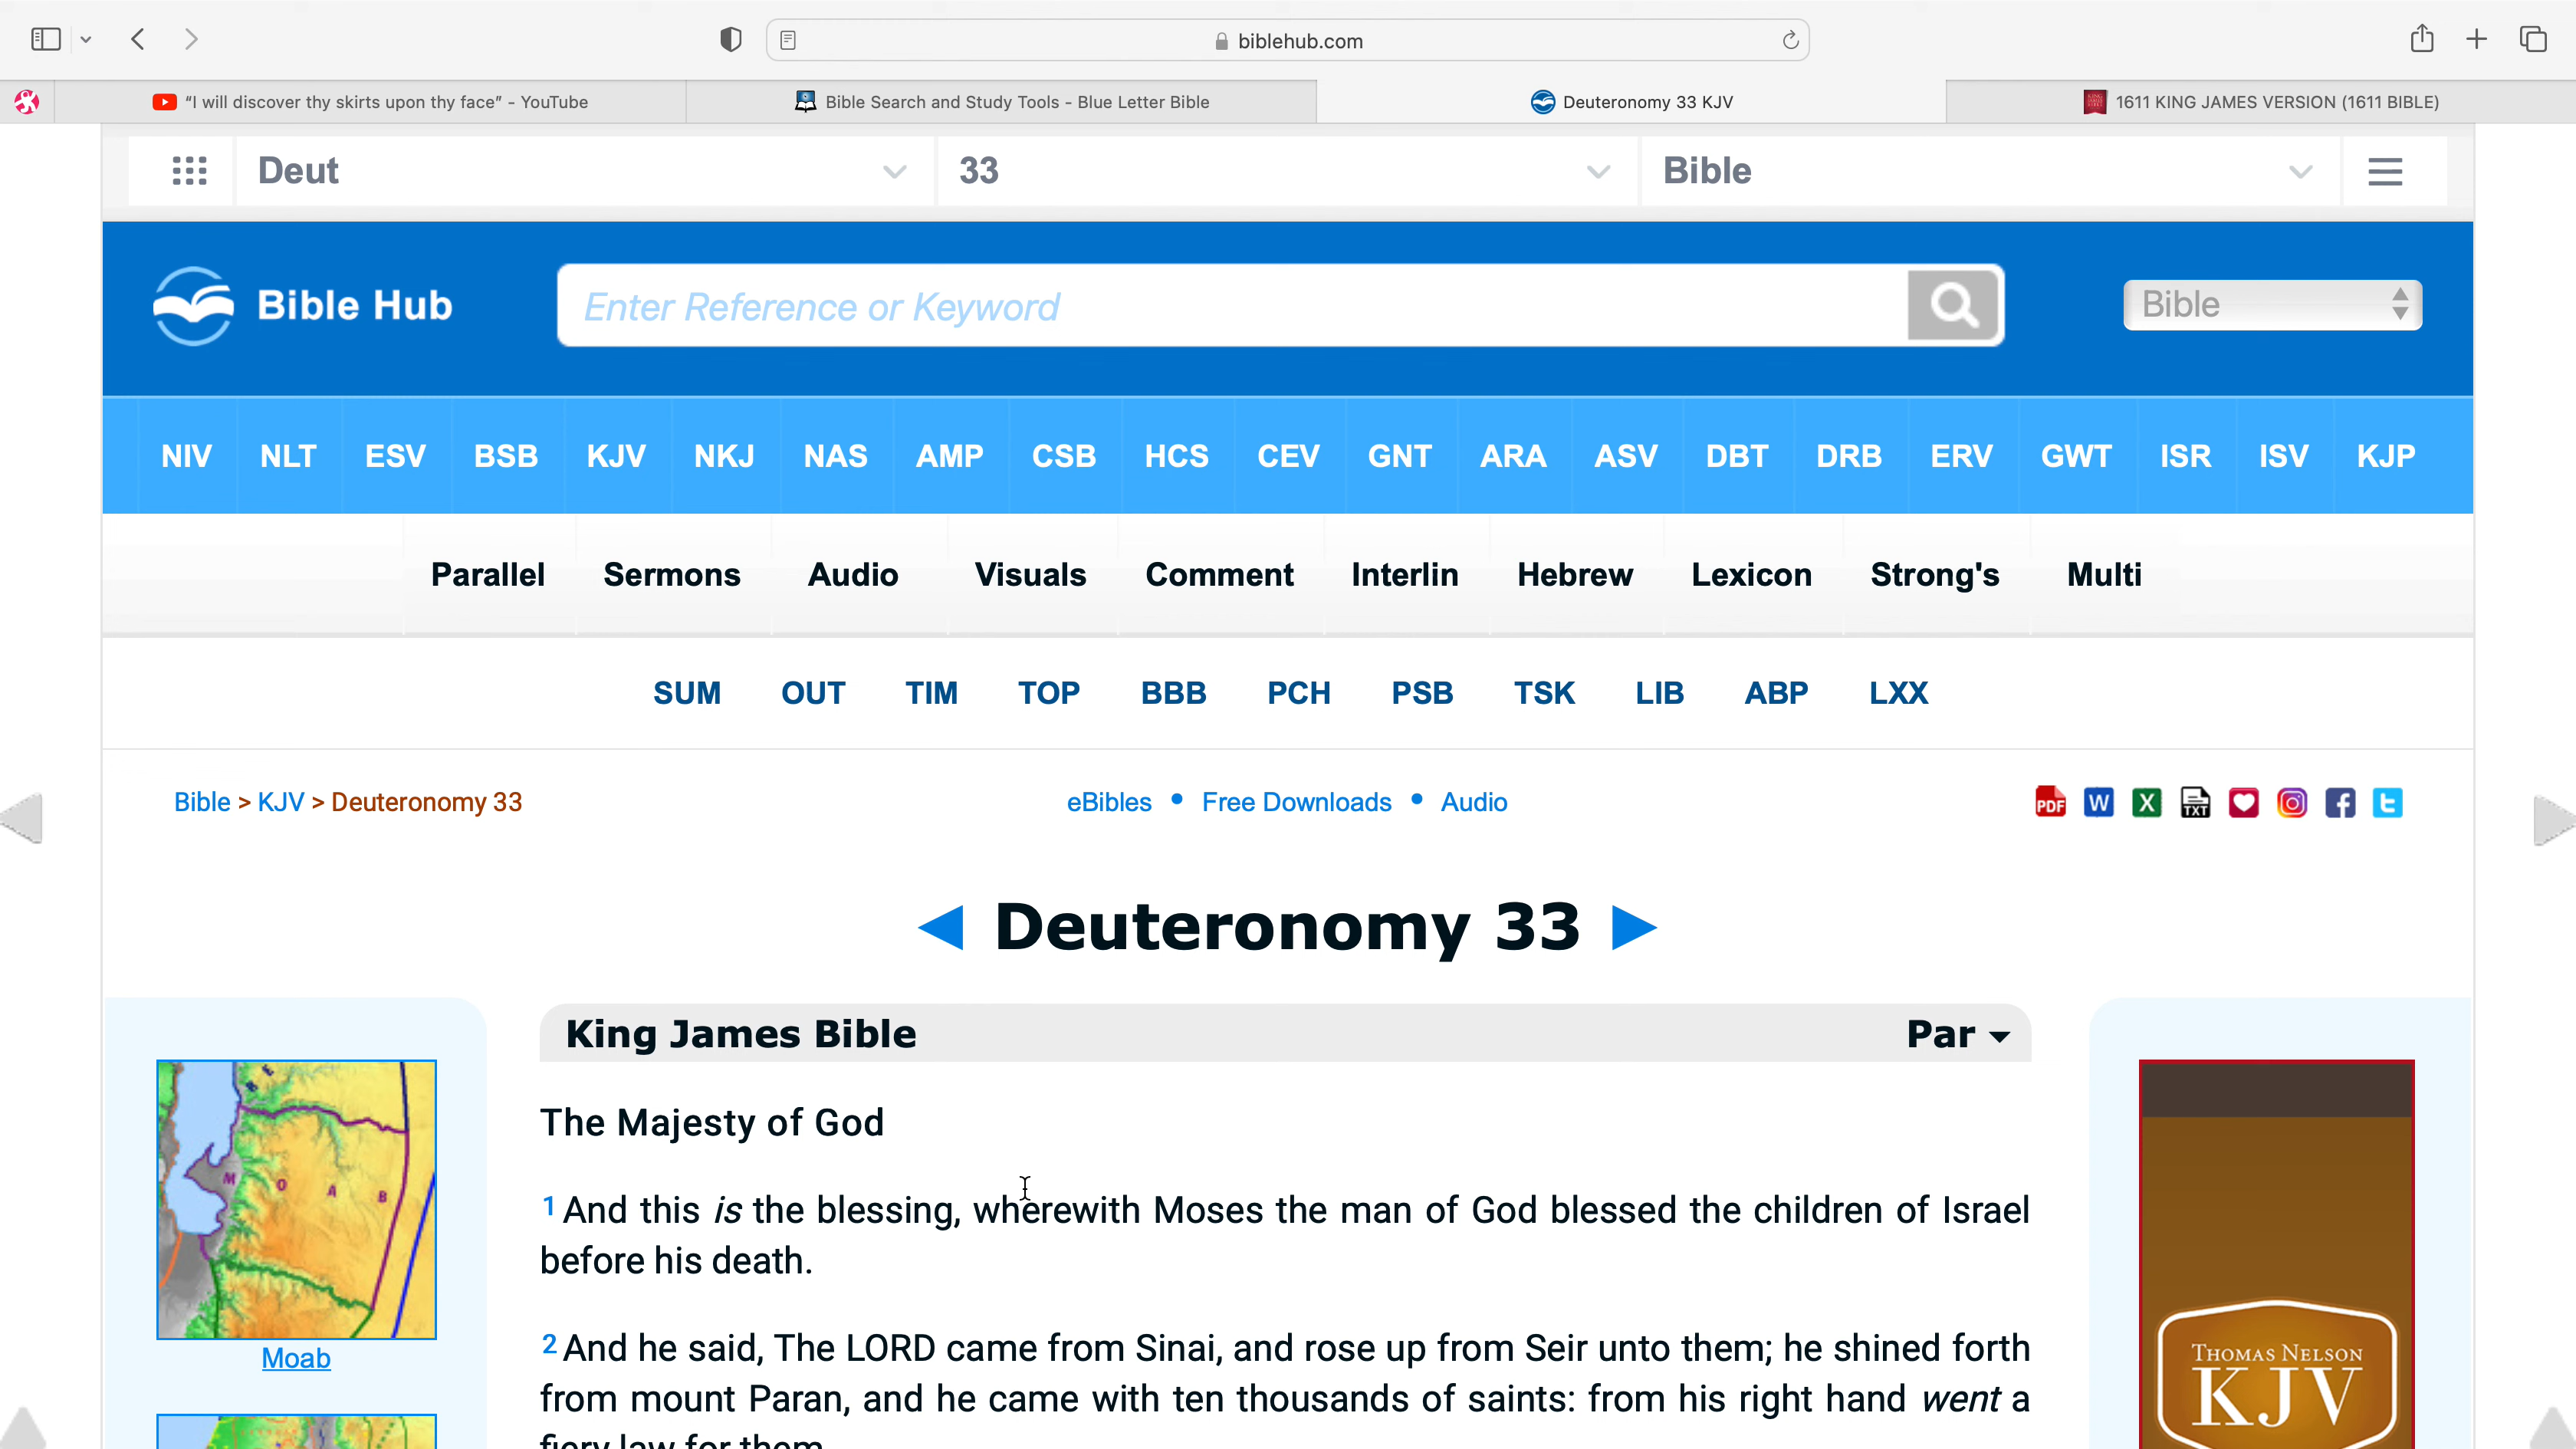 biblehub.com
“I will discover thy skirts upon thy face” - YouTube
Bible Search and Study Tools - Blue Letter Bible
Deuteronomy 33 KJV
1611 KING JAMES VERSION (1611 BIBLE)
Deut
33
Bible
Bible Hub
Enter Reference or Keyword
Bible
NIV NLT ESV BSB KJV NKJ NAS AMP CSB HCS CEV GNT ARA ASV DBT DRB ERV GWT ISR ISV KJP
Parallel Sermons Audio Visuals Comment Interlin Hebrew Lexicon Strong's Multi
SUM OUT TIM TOP BBB PCH PSB TSK LIB ABP LXX
Bible > KJV > Deuteronomy 33
eBibles • Free Downloads • Audio
PDF W X TXT
◄ Deuteronomy 33 ►
King James Bible
Par
The Majesty of God
1 And this is the blessing, wherewith Moses the man of God blessed the children of Israel
before his death.
2 And he said, The LORD came from Sinai, and rose up from Seir unto them; he shined forth
from mount Paran, and he came with ten thousands of saints: from his right hand went a
fiery law for them
M O A B
Moab
THOMAS NELSON
KJV